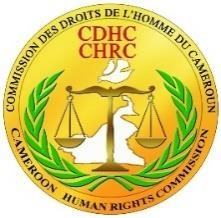 COMMISSION DES DROITS DE L'HOMME DU CAMEROUN
CDHC
CHRC
CAMEROON HUMAN RIGHTS COMMISSION